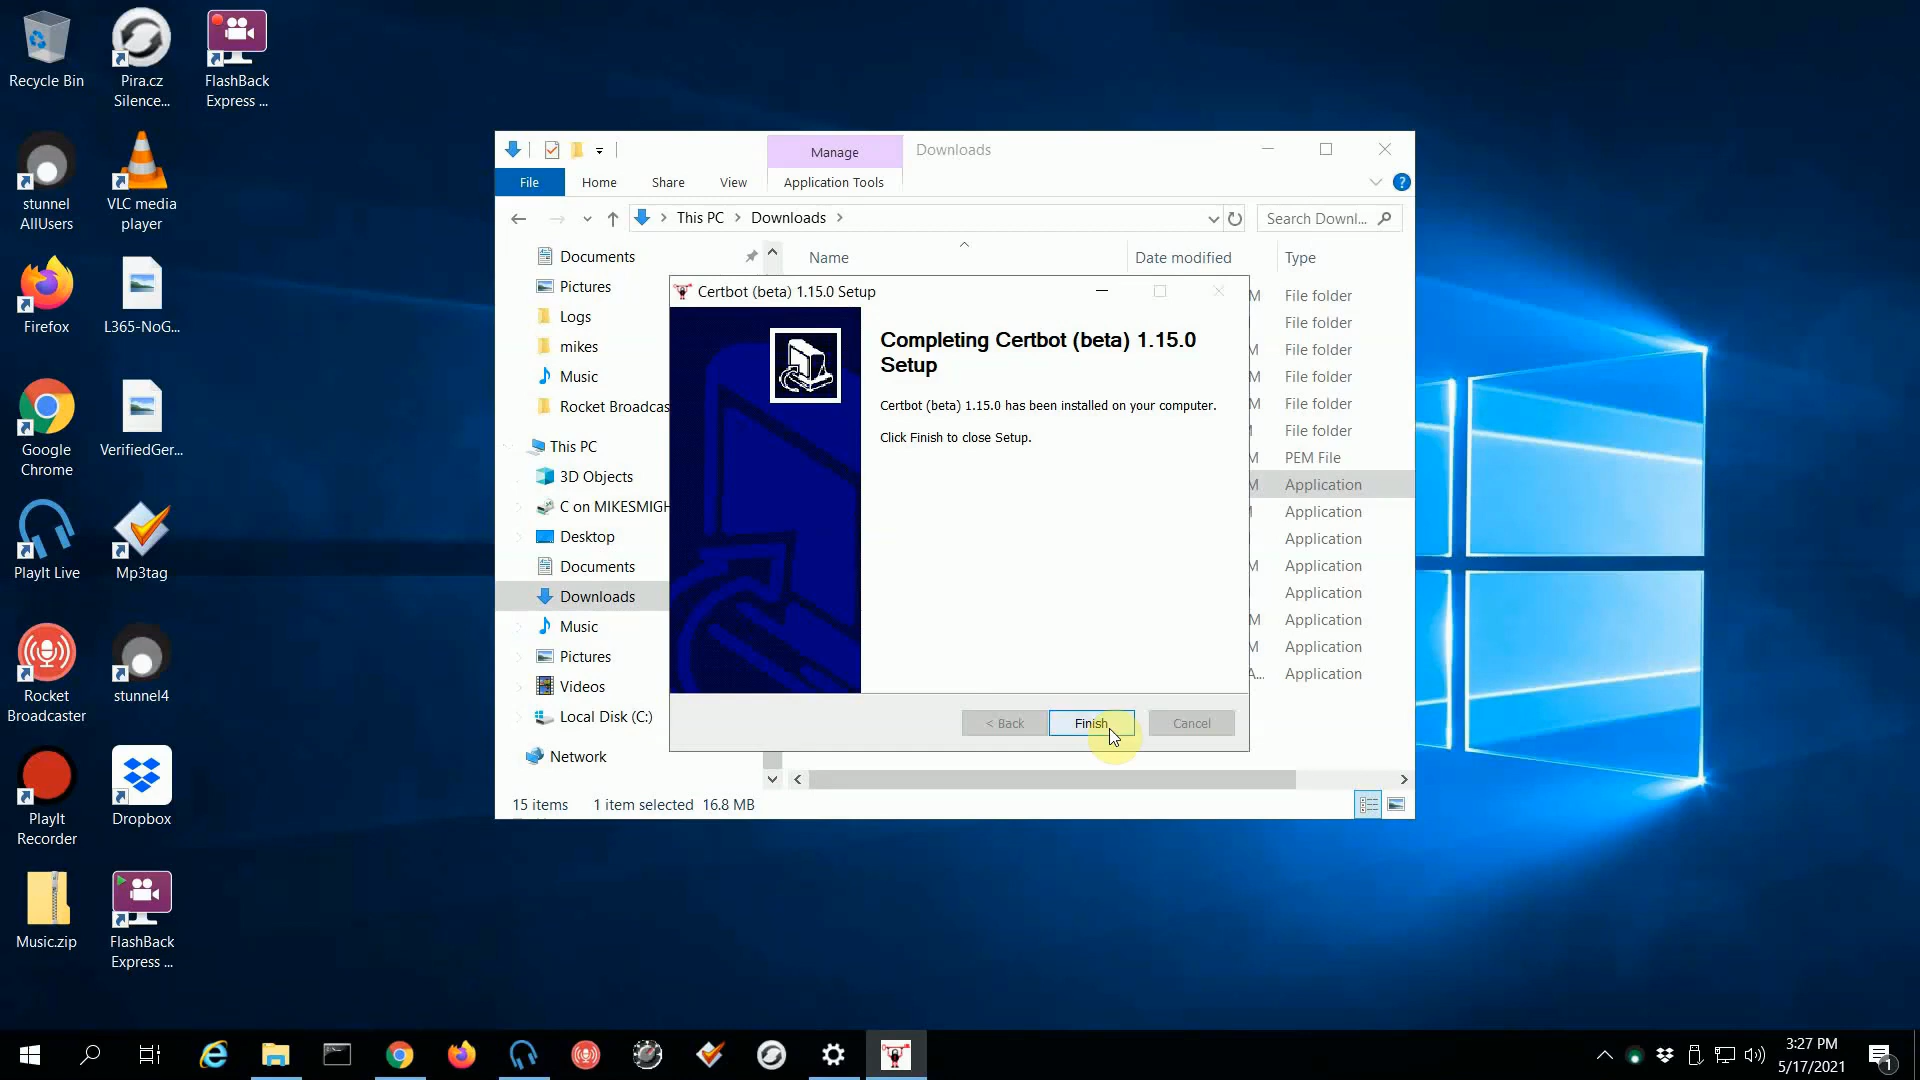 Recycle Bin
Pira.cz
Silence...
FlashBack
Express ...
stunnel
AllUsers
VLC media
player
Firefox
L365-NoG...
Google
Chrome
VerifiedGer...
PlayIt Live
Mp3tag
Rocket
Broadcaster
stunnel4
PlayIt
Recorder
Dropbox
Music.zip
FlashBack
Express ...
Manage
Downloads
File
Home
Share
View
Application Tools
This PC
Downloads
Search Downl...
Documents
Pictures
Logs
mikes
Music
Rocket Broadcas
This PC
3D Objects
C on MIKESMIGH
Desktop
Documents
Downloads
Music
Pictures
Videos
Local Disk (C:)
Network
Name
Date modified
Type
M File folder
File folder
M File folder
M File folder
M File folder
File folder
M PEM File
M Application
Application
Application
M Application
Application
M Application
M Application
A... Application
Certbot (beta) 1.15.0 Setup
Completing Certbot (beta) 1.15.0
Setup
Certbot (beta) 1.15.0 has been installed on your computer.
Click Finish to close Setup.
< Back
Finish
Cancel
15 items
1 item selected 16.8 MB
3:27 PM
5/17/2021
1